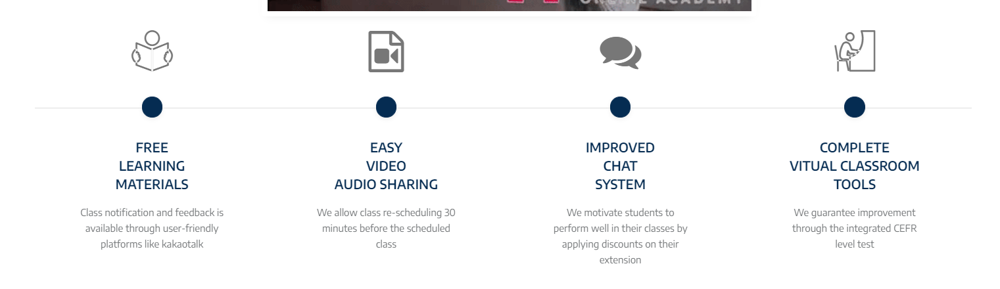 ONLINE ACADEMY
FREE
LEARNING
MATERIALS
Class notification and feedback is
available through user-friendly
platforms like kakaotalk
EASY
VIDEO
AUDIO SHARING
We allow class re-scheduling 30
minutes before the scheduled
class
IMPROVED
CHAT
SYSTEM
We motivate students to
perform well in their classes by
applying discounts on their
extension
COMPLETE
VITUAL CLASSROOM
TOOLS
We guarantee improvement
through the integrated CEFR
level test